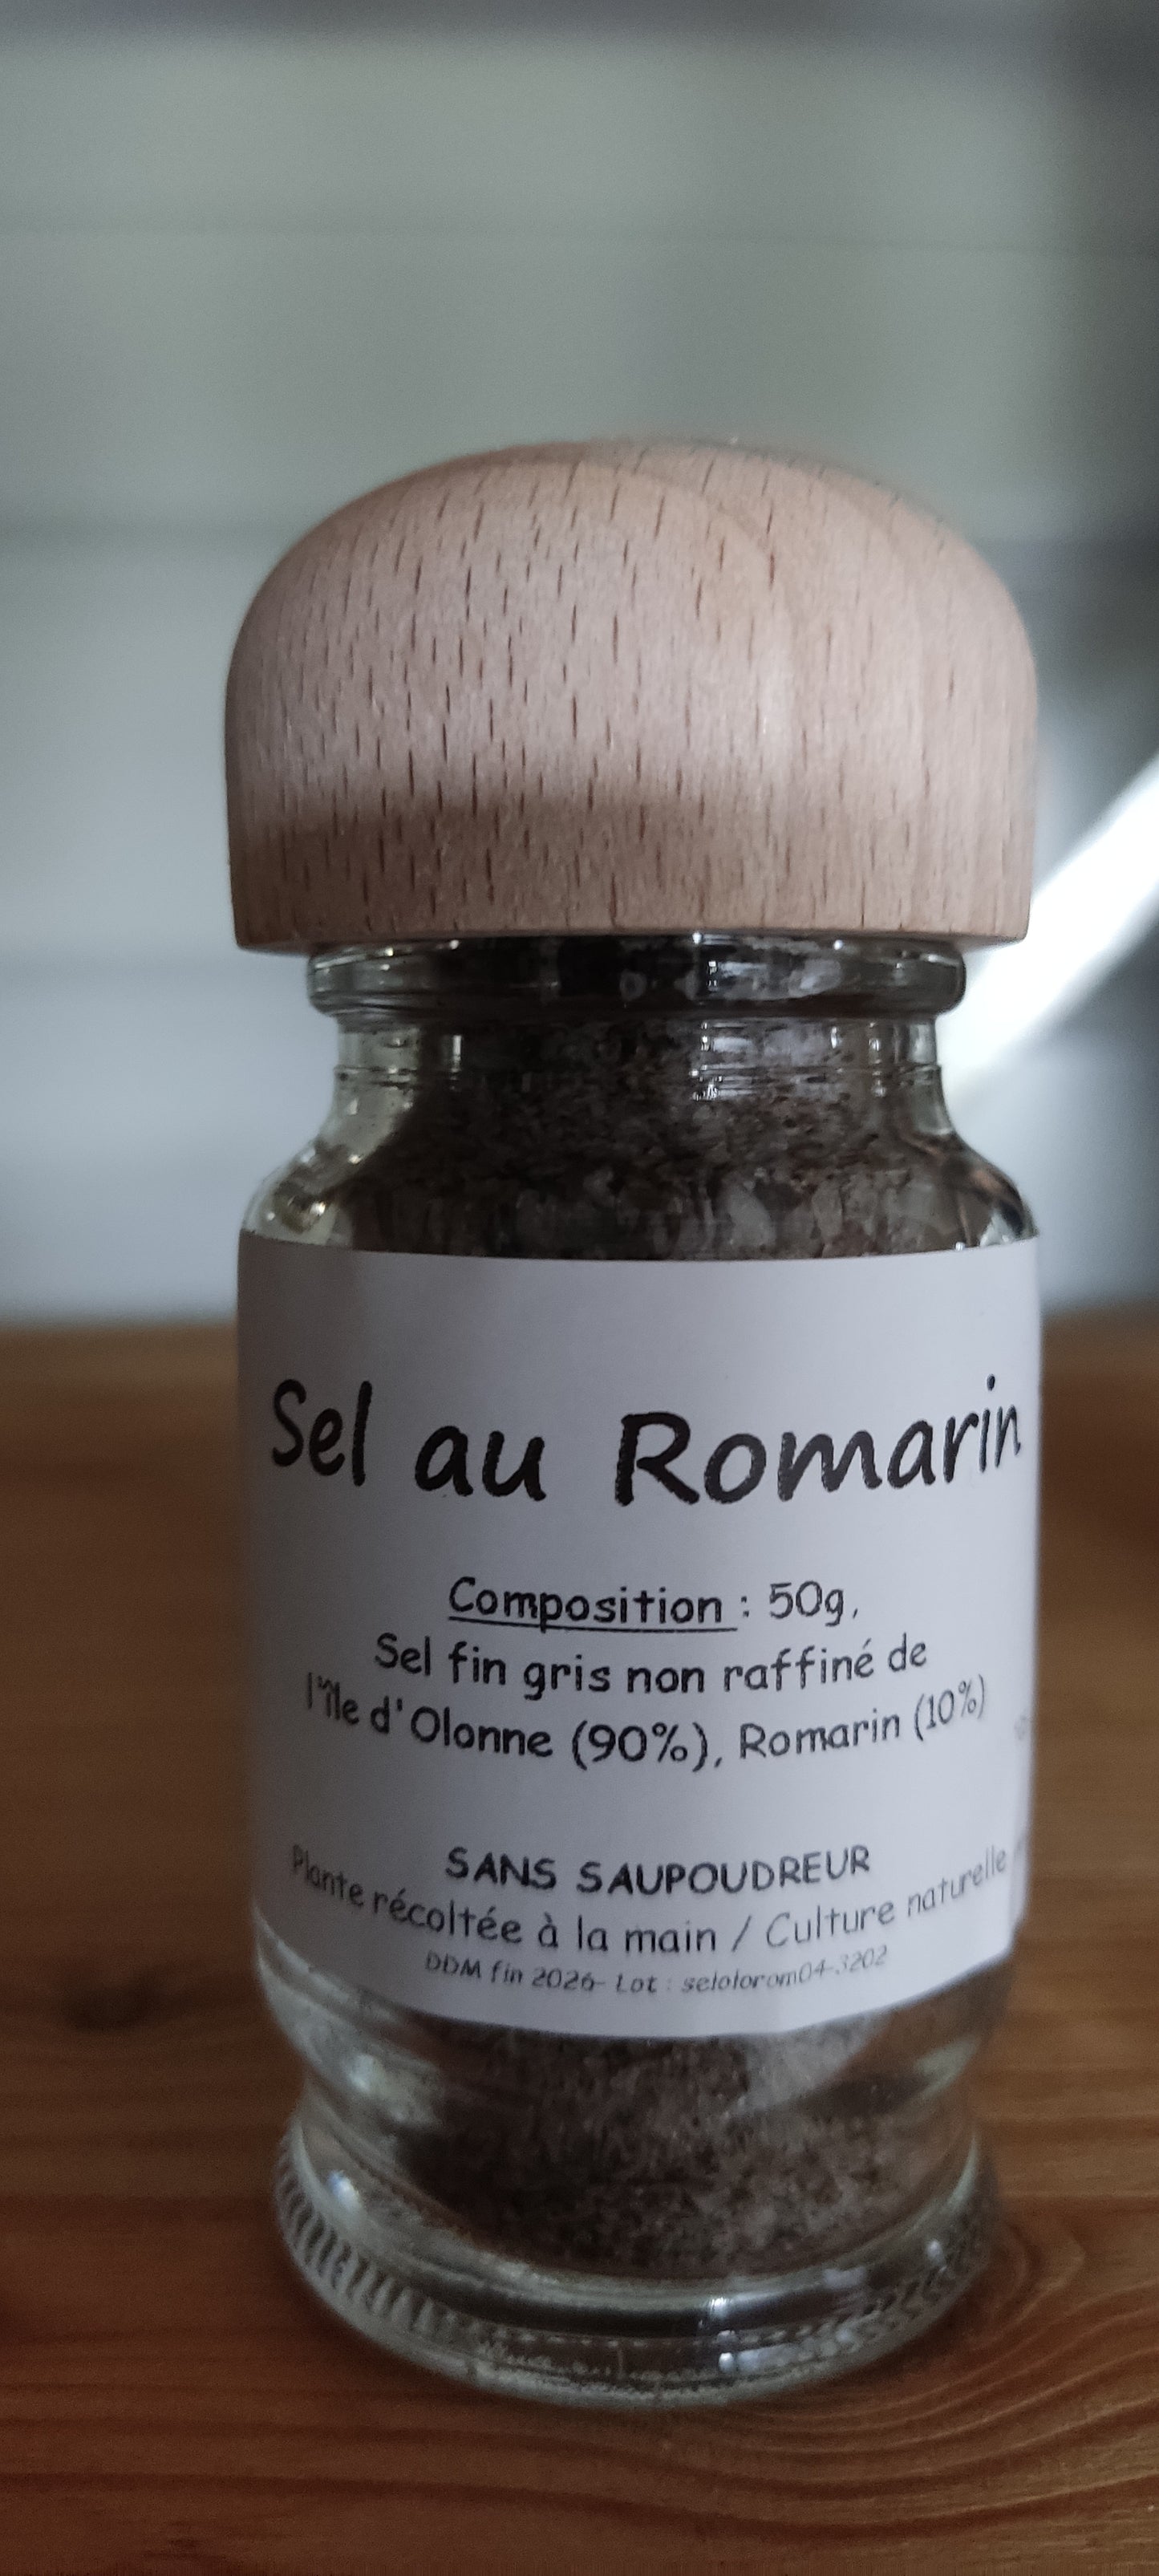 Sel au Romarin
Composition : 50g,
Sel fin gris non raffiné de
l'île d'Olonne (90%), Romarin (10%)
SANS SAUPOUDREUR
Plante récoltée à la main / Culture naturelle
DDM fin 2026- Lot : selolorom04-3202